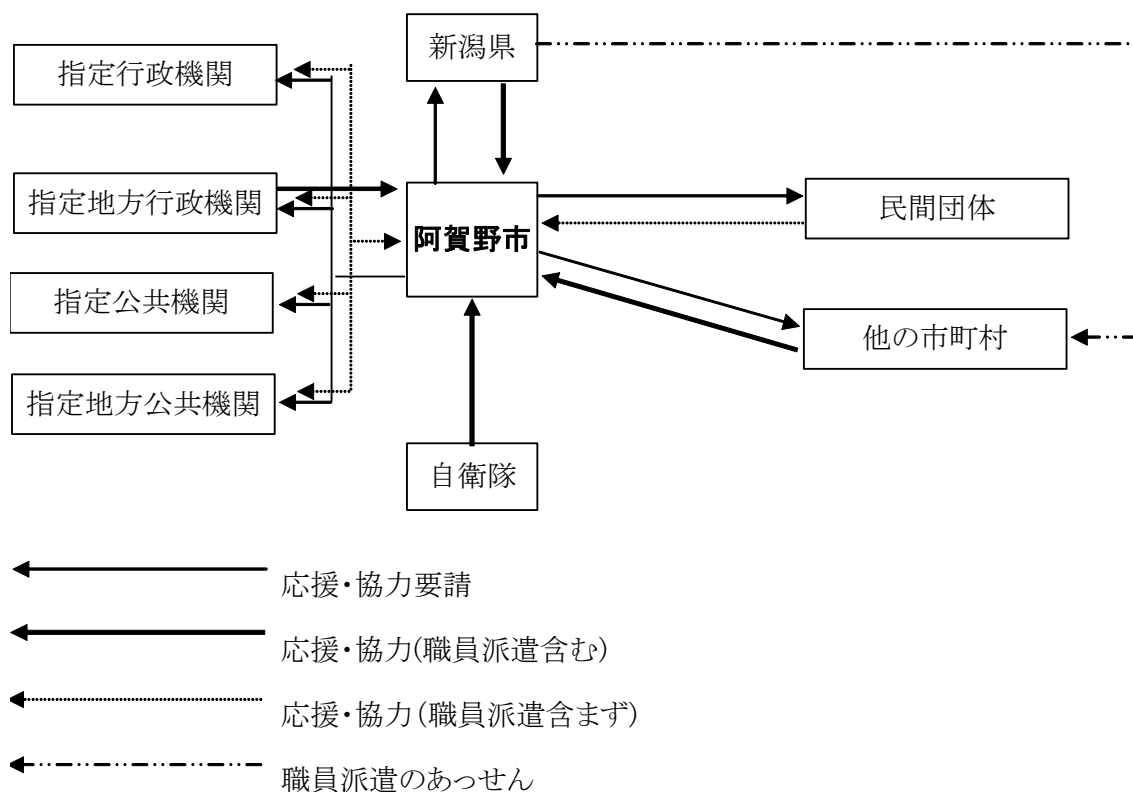 新潟県
指定行政機関
指定地方行政機関
阿賀野市
民間団体
指定公共機関
他の市町村
指定地方公共機関
自衛隊
応援・協力要請
応援・協力(職員派遣含む)
応援・協力(職員派遣含まず)
職員派遣のあっせん